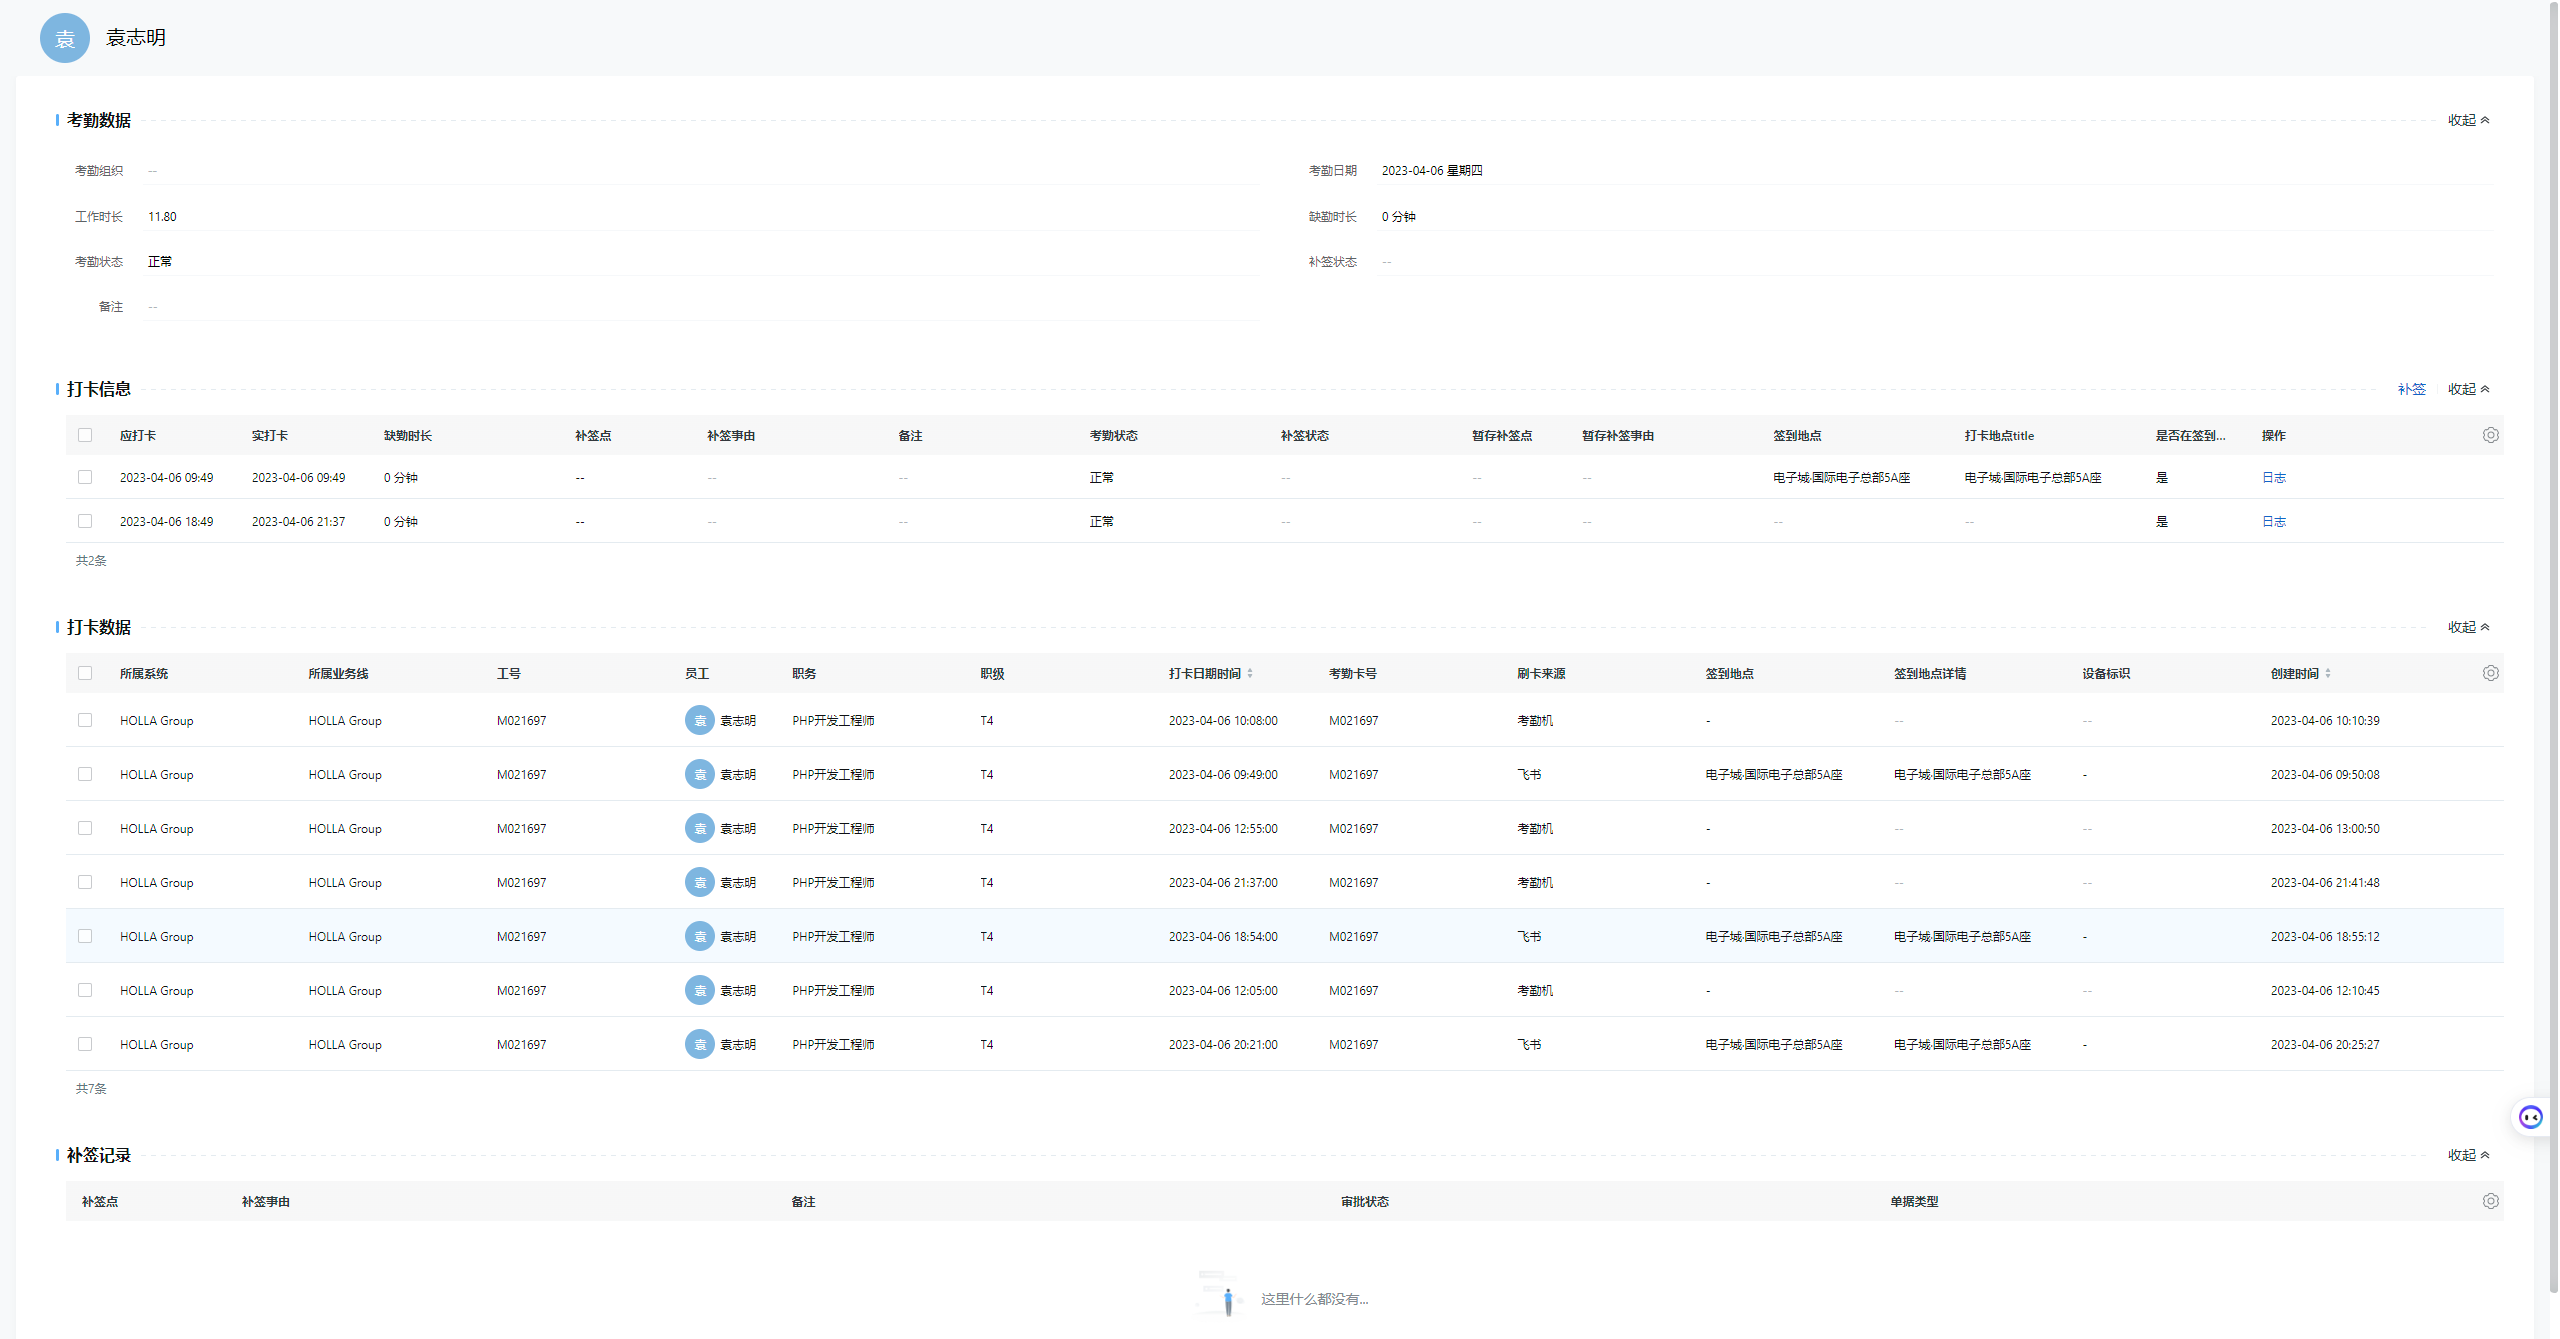 袁 袁志明
考勤数据 收起
考勤组织 -- 考勤日期 2023-04-06 星期四
工作时长 11.80 缺勤时长 0 分钟
考勤状态 正常 补签状态 --
备注 --
打卡信息 补签 收起
应打卡 实打卡 缺勤时长 补签点 补签事由 备注 考勤状态 补签状态 暂存补签点 暂存补签事由 签到地点 打卡地点title 是否在签到... 操作
2023-04-06 09:49 2023-04-06 09:49 0 分钟 -- -- -- 正常 -- -- -- 电子城·国际电子总部5A座 电子城·国际电子总部5A座 是 日志
2023-04-06 18:49 2023-04-06 21:37 0 分钟 -- -- -- 正常 -- -- -- -- -- 是 日志
共2条
打卡数据 收起
所属系统 所属业务线 工号 员工 职务 职级 打卡日期时间 考勤卡号 刷卡来源 签到地点 签到地点详情 设备标识 创建时间
HOLLA Group HOLLA Group M021697 袁 袁志明 PHP开发工程师 T4 2023-04-06 10:08:00 M021697 考勤机 - -- -- 2023-04-06 10:10:39
HOLLA Group HOLLA Group M021697 袁 袁志明 PHP开发工程师 T4 2023-04-06 09:49:00 M021697 飞书 电子城·国际电子总部5A座 电子城·国际电子总部5A座 - 2023-04-06 09:50:08
HOLLA Group HOLLA Group M021697 袁 袁志明 PHP开发工程师 T4 2023-04-06 12:55:00 M021697 考勤机 - -- -- 2023-04-06 13:00:50
HOLLA Group HOLLA Group M021697 袁 袁志明 PHP开发工程师 T4 2023-04-06 21:37:00 M021697 考勤机 - -- -- 2023-04-06 21:41:48
HOLLA Group HOLLA Group M021697 袁 袁志明 PHP开发工程师 T4 2023-04-06 18:54:00 M021697 飞书 电子城·国际电子总部5A座 电子城·国际电子总部5A座 - 2023-04-06 18:55:12
HOLLA Group HOLLA Group M021697 袁 袁志明 PHP开发工程师 T4 2023-04-06 12:05:00 M021697 考勤机 - -- -- 2023-04-06 12:10:45
HOLLA Group HOLLA Group M021697 袁 袁志明 PHP开发工程师 T4 2023-04-06 20:21:00 M021697 飞书 电子城·国际电子总部5A座 电子城·国际电子总部5A座 - 2023-04-06 20:25:27
共7条
补签记录 收起
补签点 补签事由 备注 审批状态 单据类型
这里什么都没有...